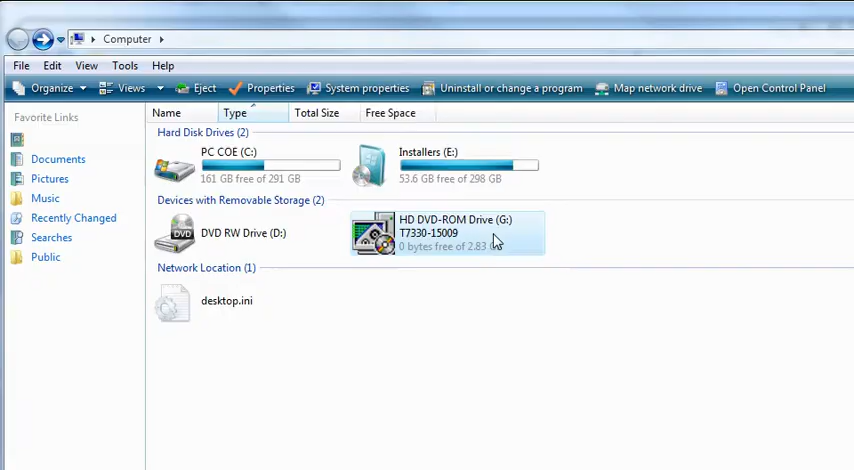 Computer
File Edit View Tools Help
Organize Views Eject Properties System properties Uninstall or change a program Map network drive Open Control Panel
Favorite Links
Documents
Pictures
Music
Recently Changed
Searches
Public
Name Type Total Size Free Space
Hard Disk Drives (2)
PC COE (C:)
161 GB free of 291 GB
Installers (E:)
53.6 GB free of 298 GB
Devices with Removable Storage (2)
DVD
DVD RW Drive (D:)
HD DVD-ROM Drive (G:)
T7330-15009
0 bytes free of 2.83
Network Location (1)
desktop.ini